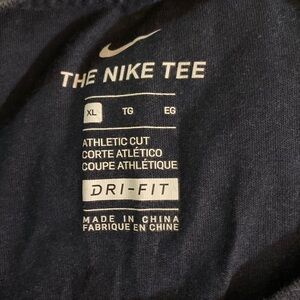 THE NIKE TEE
XL TG EG
ATHLETIC CUT
CORTE ATLÉTICO
COUPE ATHLÉTIQUE
DRI-FIT
MADE IN CHINA
FABRIQUE EN CHINE